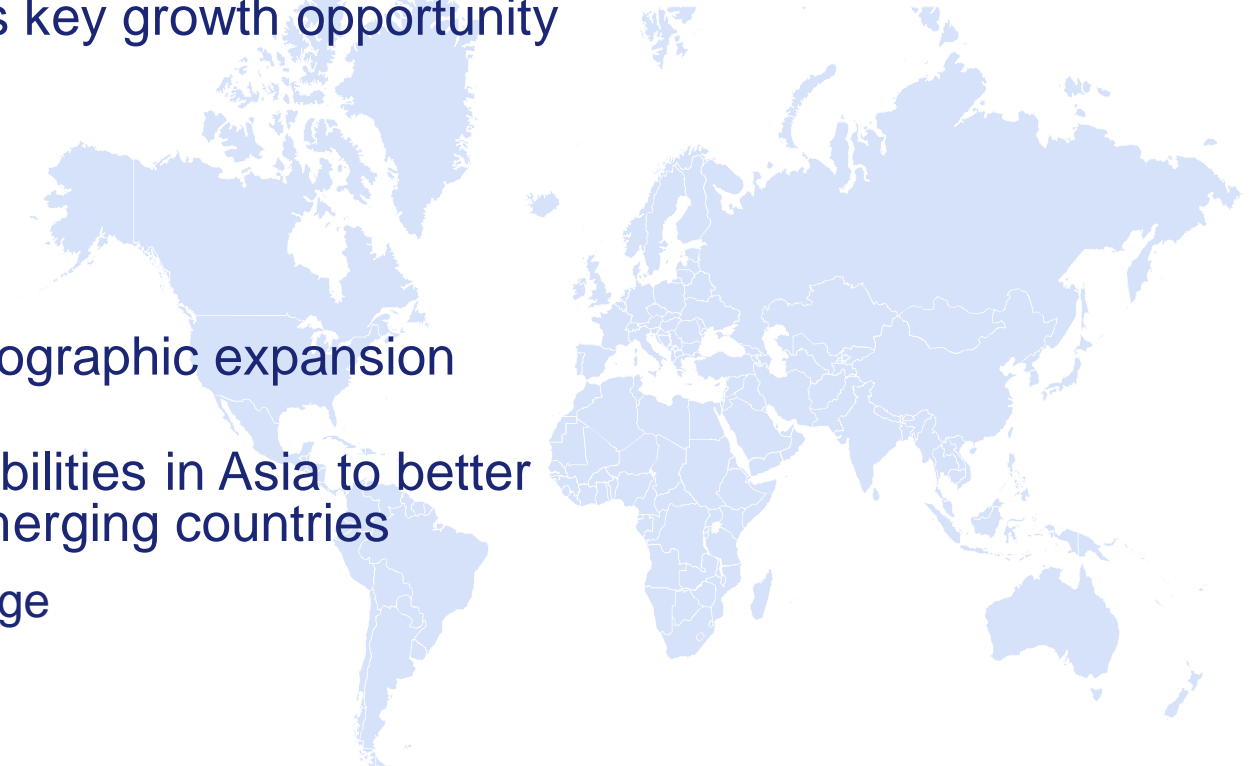 s key growth opportunity
ographic expansion
bilities in Asia to better
nerging countries
ge